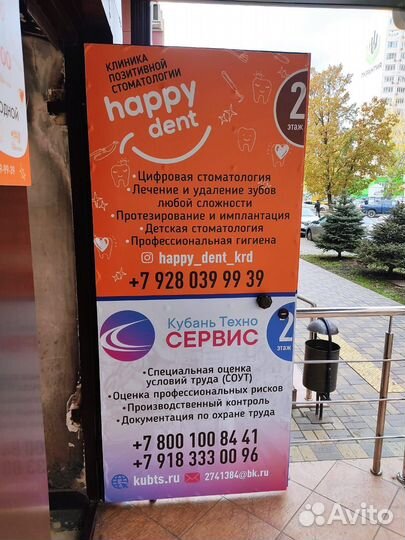 КЛИНИКА
ПОЗИТИВНОЙ
СТОМАТОЛОГИИ
happy
dent
2
этаж
•Цифровая стоматология
•Лечение и удаление зубов
любой сложности
•Протезирование и имплантация
•Детская стоматология
•Профессиональная гигиена
happy_dent_krd
+7 928 039 99 39
Кубань Техно
СЕРВИС
2
этаж
•Специальная оценка
условий труда (СОУТ)
•Оценка профессиональных рисков
•Производственный контроль
•Документация по охране труда
+7 800 100 84 41
+7 918 333 00 96
kubts.ru 2741384@bk.ru
Avito